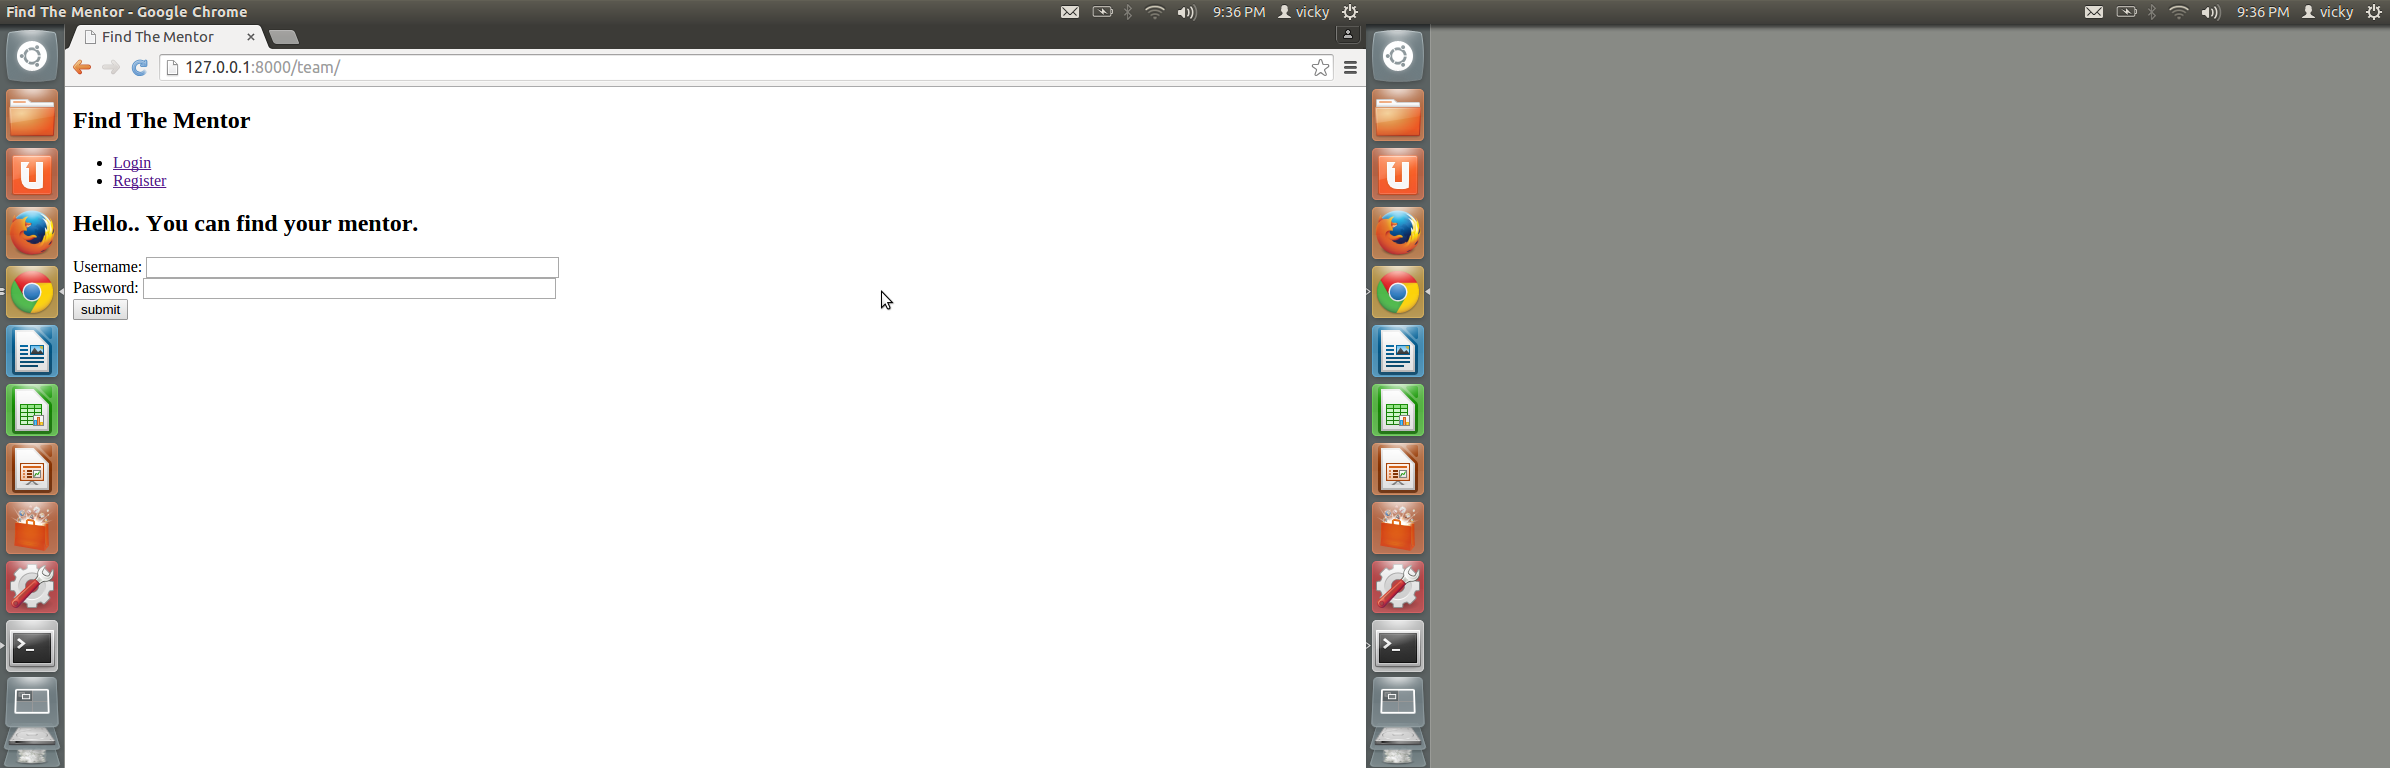 Find The Mentor - Google Chrome
9:36 PM vicky
9:36 PM vicky
Find The Mentor
127.0.0.1:8000/team/
Find The Mentor
Login
Register
Hello.. You can find your mentor.
Username:
Password:
submit